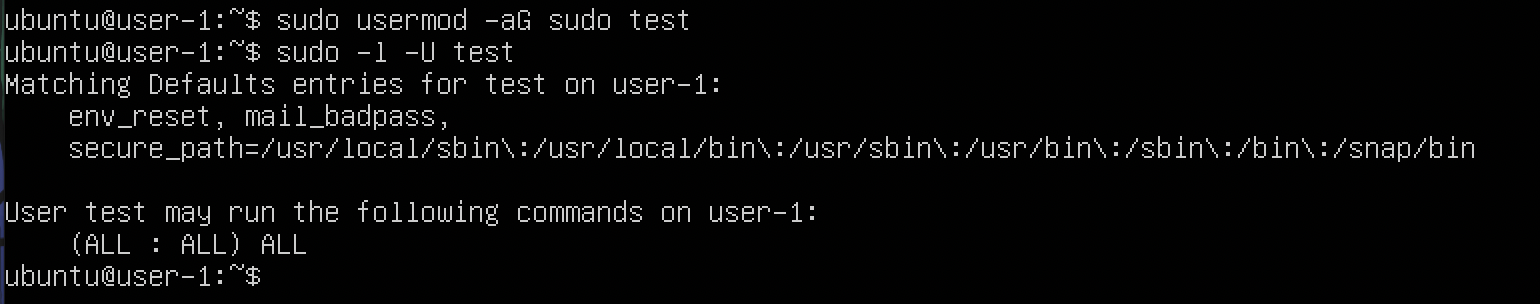 ubuntu@user-1:~$ sudo usermod -aG sudo test
ubuntu@user-1:~$ sudo -l -U test
Matching Defaults entries for test on user-1:
    env_reset, mail_badpass,
    secure_path=/usr/local/sbin\:/usr/local/bin\:/usr/sbin\:/usr/bin\:/sbin\:/bin\:/snap/bin

User test may run the following commands on user-1:
    (ALL : ALL) ALL
ubuntu@user-1:~$